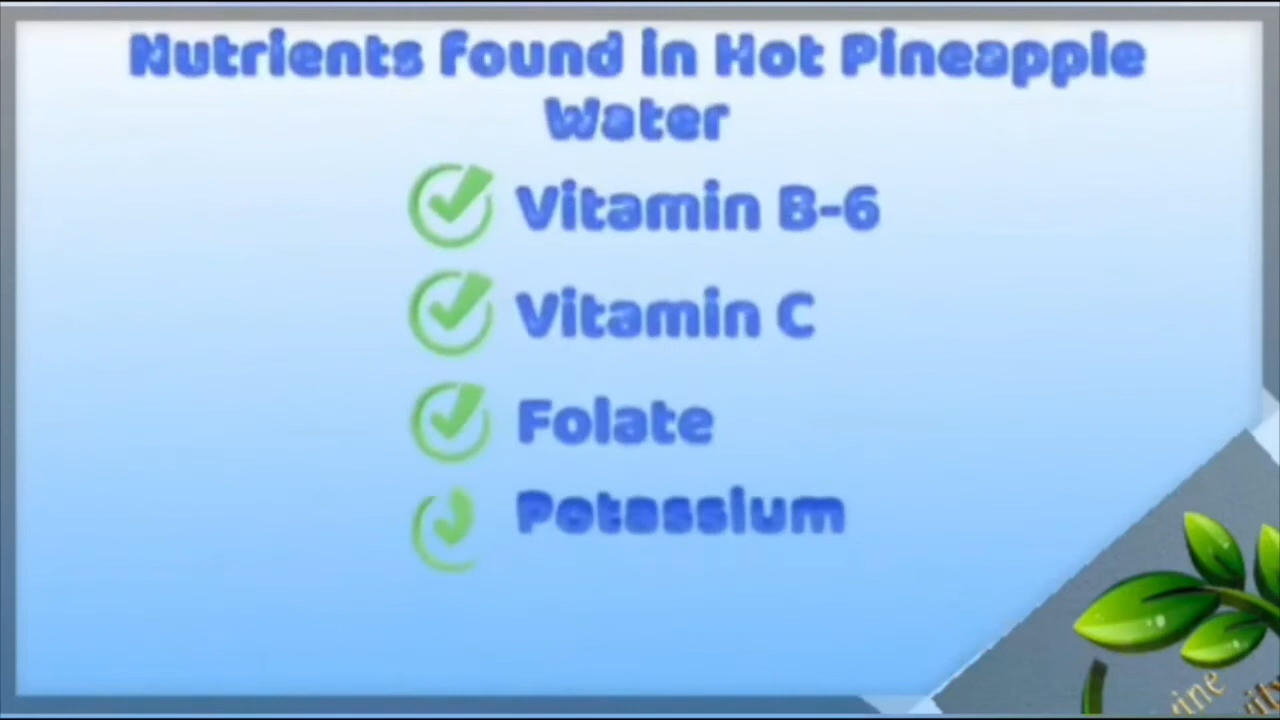 Nutrients Found in Hot Pineapple
Water
Vitamin B-6
Vitamin C
Folate
Potassium